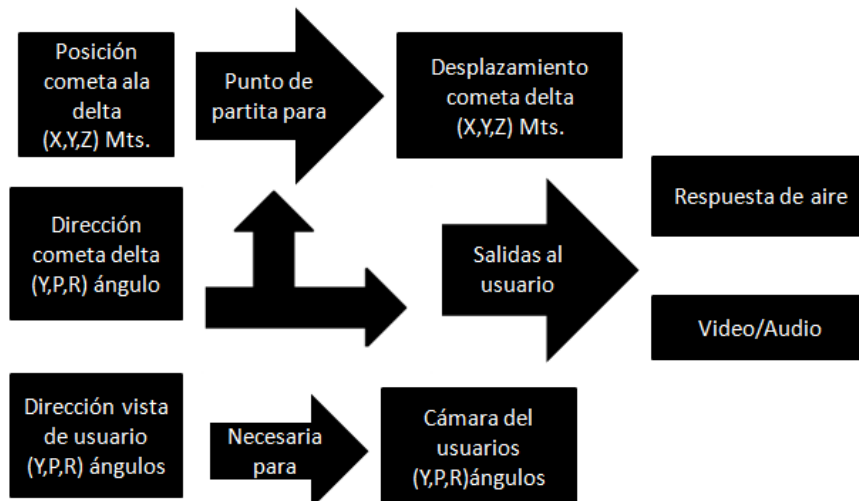 Posición
cometa ala
delta
(X,Y,Z) Mts.
Punto de
partita para
Desplazamiento
cometa delta
(X,Y,Z) Mts.
Dirección
cometa delta
(Y,P,R) ángulo
Salidas al
usuario
Respuesta de aire
Video/Audio
Dirección vista
de usuario
(Y,P,R) ángulos
Necesaria
para
Cámara del
usuarios
(Y,P,R)ángulos